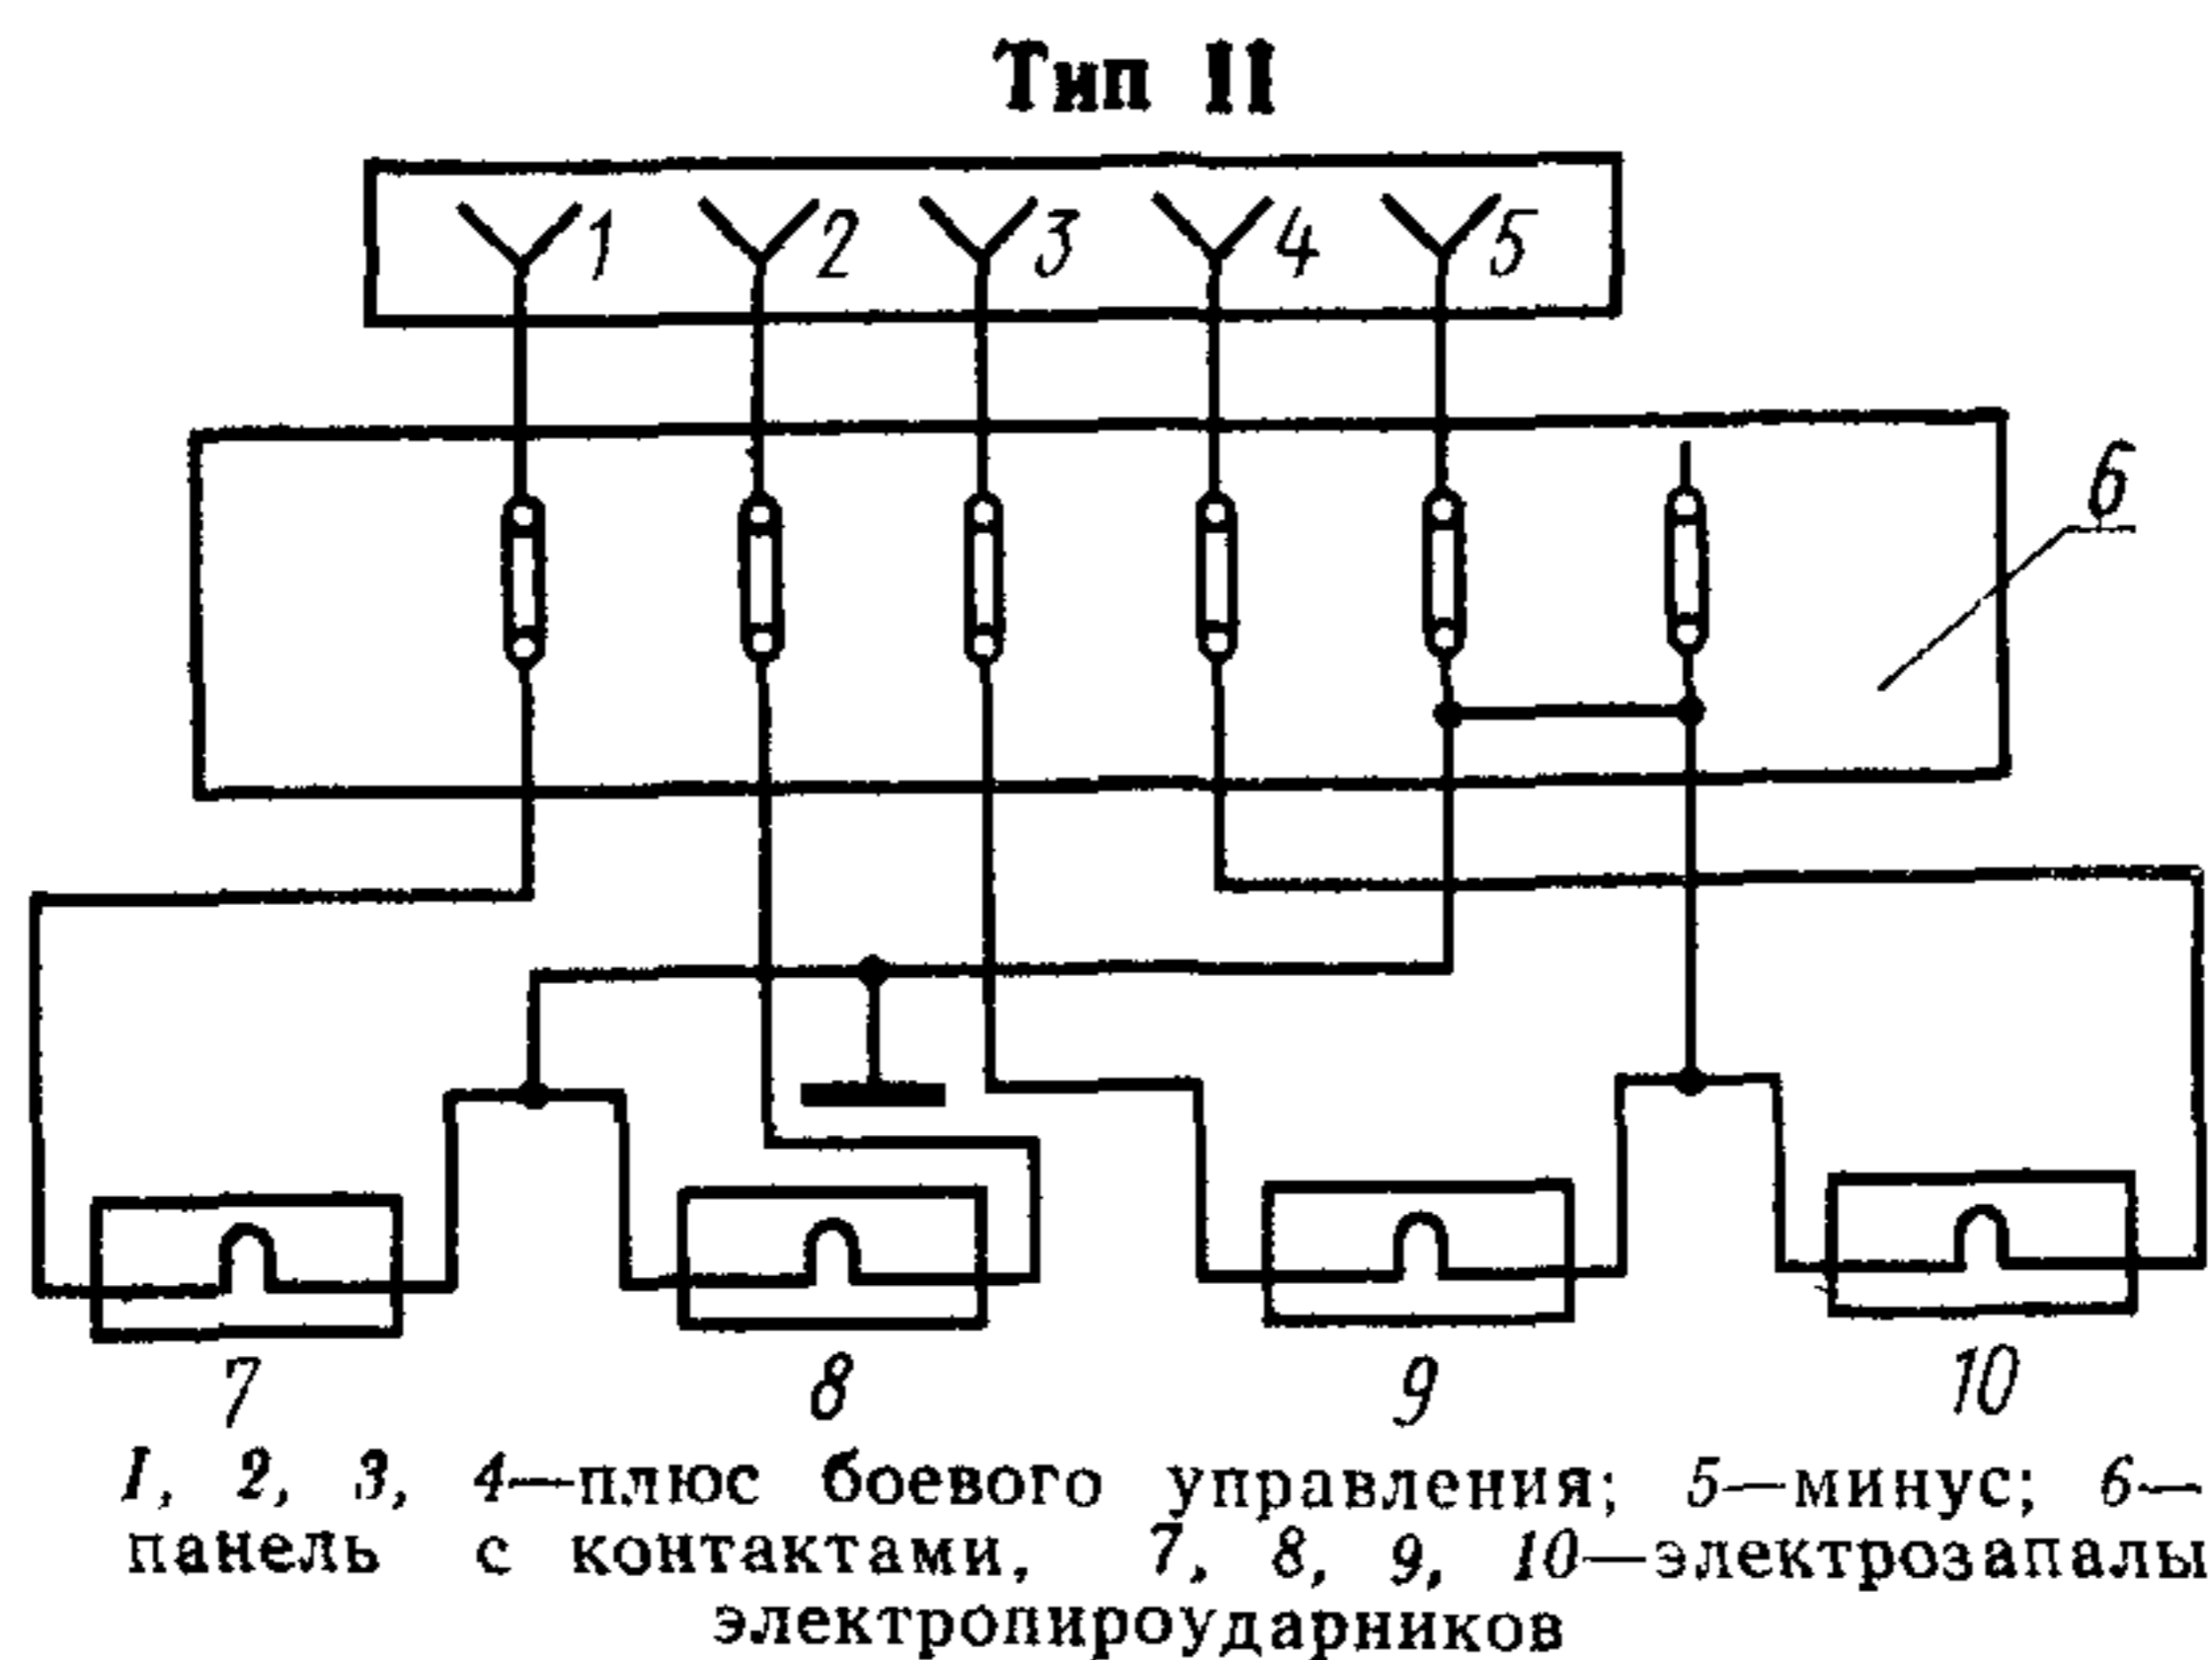 Тип II
1 2 3 4 5
6
7 8 9 10
1, 2, 3, 4—плюс боевого управления; 5—минус; 6—
панель с контактами, 7, 8, 9, 10—электрозапалы
электропироударников